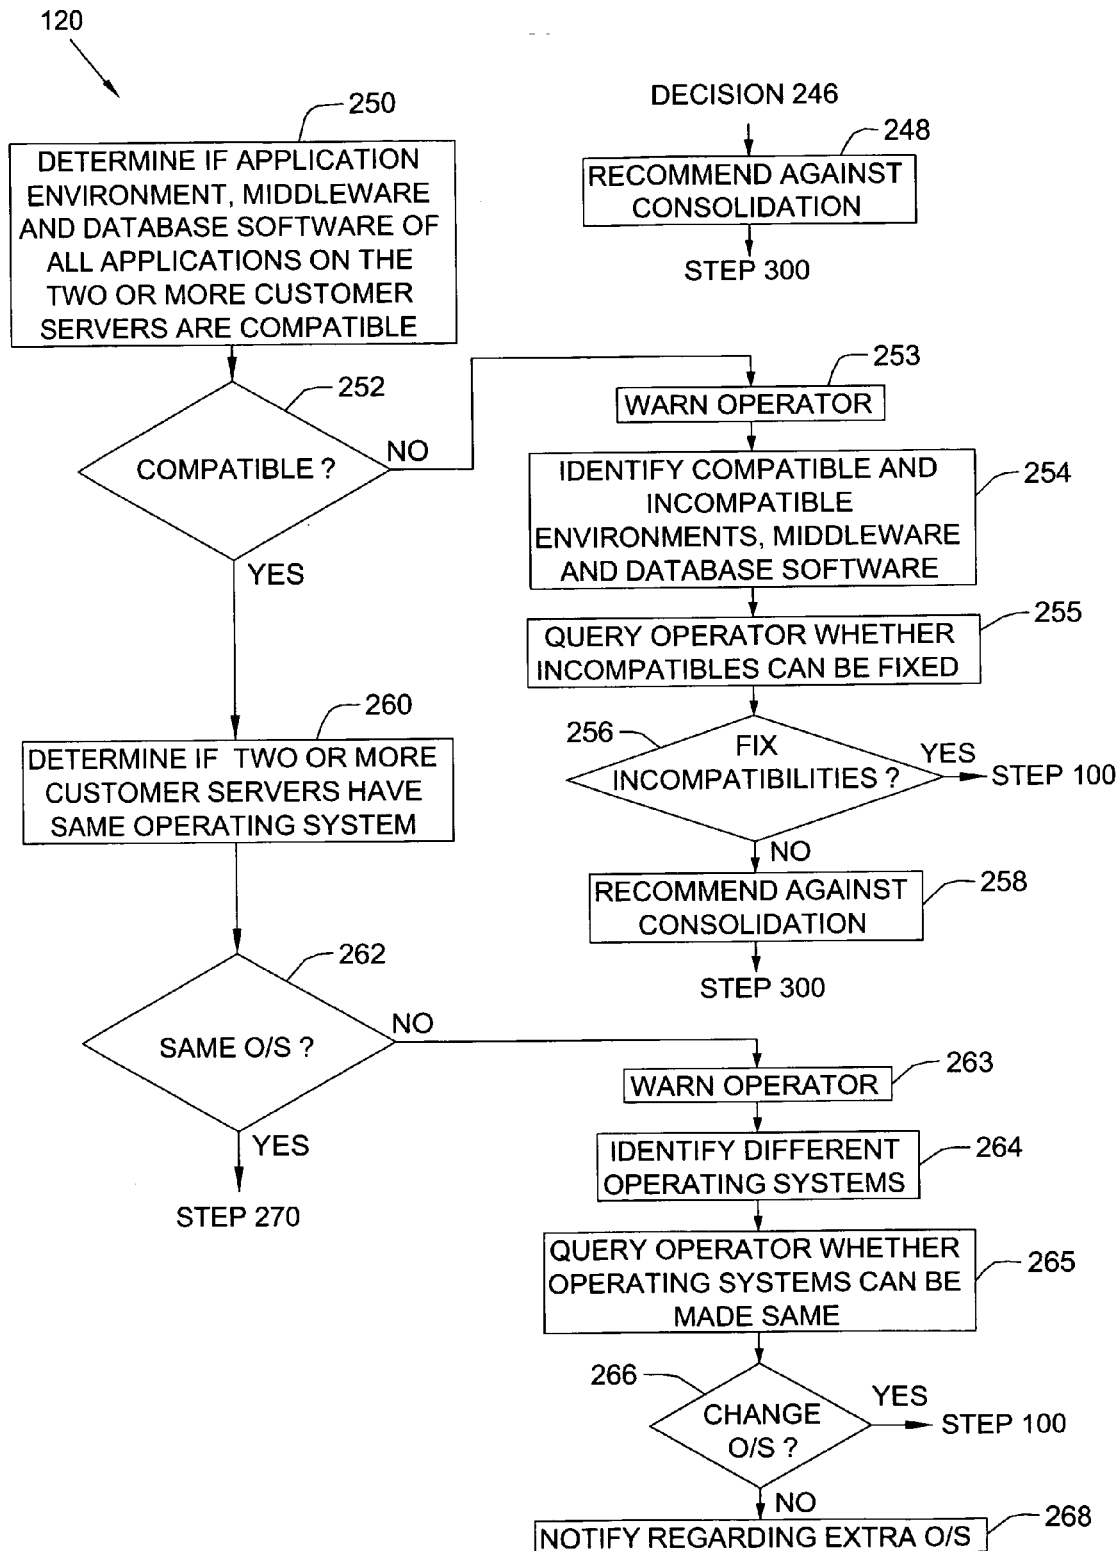 120
250
DETERMINE IF APPLICATION
ENVIRONMENT, MIDDLEWARE
AND DATABASE SOFTWARE OF
ALL APPLICATIONS ON THE
TWO OR MORE CUSTOMER
SERVERS ARE COMPATIBLE
DECISION 246
248
RECOMMEND AGAINST
CONSOLIDATION
STEP 300
252
COMPATIBLE ?
NO
YES
253
WARN OPERATOR
254
IDENTIFY COMPATIBLE AND
INCOMPATIBLE
ENVIRONMENTS, MIDDLEWARE
AND DATABASE SOFTWARE
255
QUERY OPERATOR WHETHER
INCOMPATIBLES CAN BE FIXED
256
FIX
INCOMPATIBILITIES ?
YES
STEP 100
NO
258
RECOMMEND AGAINST
CONSOLIDATION
STEP 300
260
DETERMINE IF TWO OR MORE
CUSTOMER SERVERS HAVE
SAME OPERATING SYSTEM
262
SAME O/S ?
NO
YES
STEP 270
263
WARN OPERATOR
264
IDENTIFY DIFFERENT
OPERATING SYSTEMS
265
QUERY OPERATOR WHETHER
OPERATING SYSTEMS CAN BE
MADE SAME
266
CHANGE
O/S ?
YES
STEP 100
NO
268
NOTIFY REGARDING EXTRA O/S